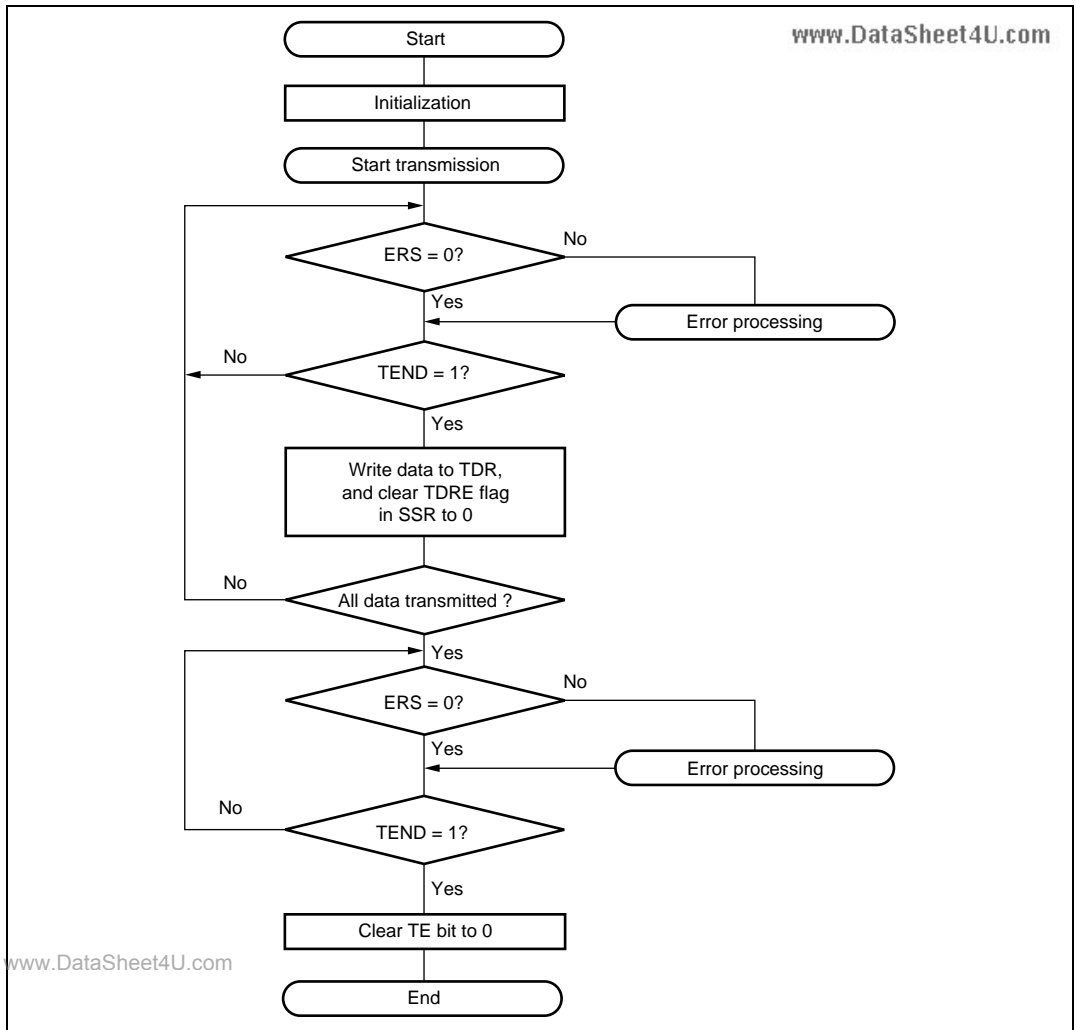 www.DataSheet4U.com
Start
Initialization
Start transmission
ERS = 0?
No
Yes
Error processing
No
TEND = 1?
Yes
Write data to TDR,
and clear TDRE flag
in SSR to 0
No
All data transmitted ?
Yes
ERS = 0?
No
Yes
Error processing
No
TEND = 1?
Yes
Clear TE bit to 0
www.DataSheet4U.com
End